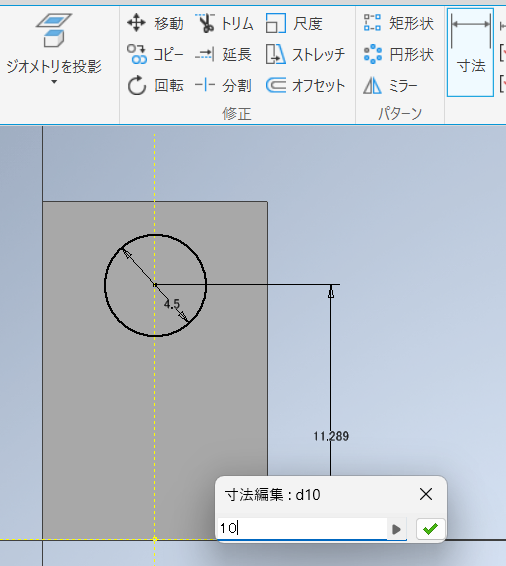 移動 トリム 尺度 矩形状
ジオメトリを投影 コピー 延長 ストレッチ 円形状 寸法
回転 分割 オフセット ミラー
修正 パターン
4.5
11.289
寸法編集 : d10
10